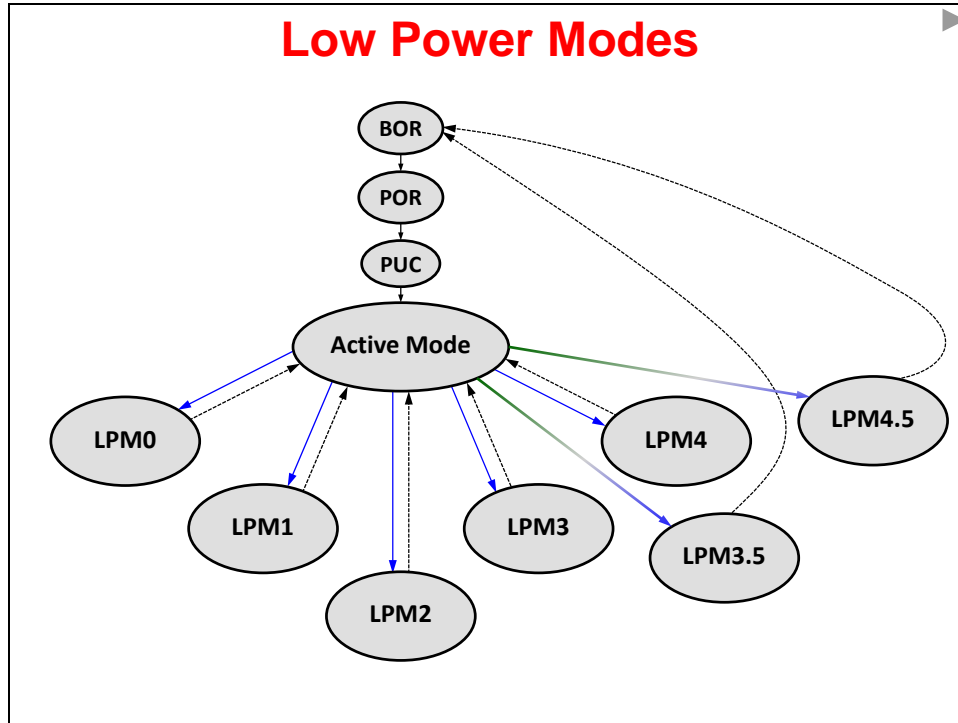 Low Power Modes
BOR
POR
PUC
Active Mode
LPM0
LPM4
LPM4.5
LPM1
LPM3
LPM3.5
LPM2